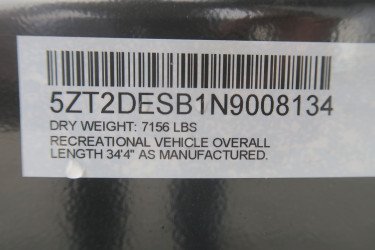 5ZT2DESB1N9008134
DRY WEIGHT: 7156 LBS
RECREATIONAL VEHICLE OVERALL
LENGTH 34'4" AS MANUFACTURED.